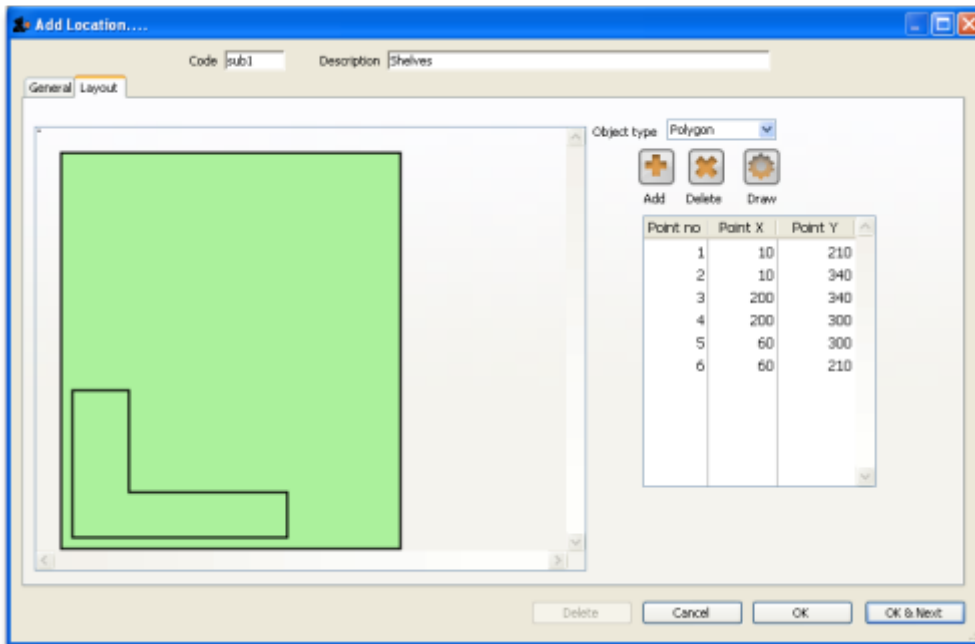 Add Location....
Code sub1 Description Shelves
General Layout
Object type Polygon
Add Delete Draw
Point no Point X Point Y
1 10 210
2 10 340
3 200 340
4 200 300
5 60 300
6 60 210
Delete Cancel OK OK & Next